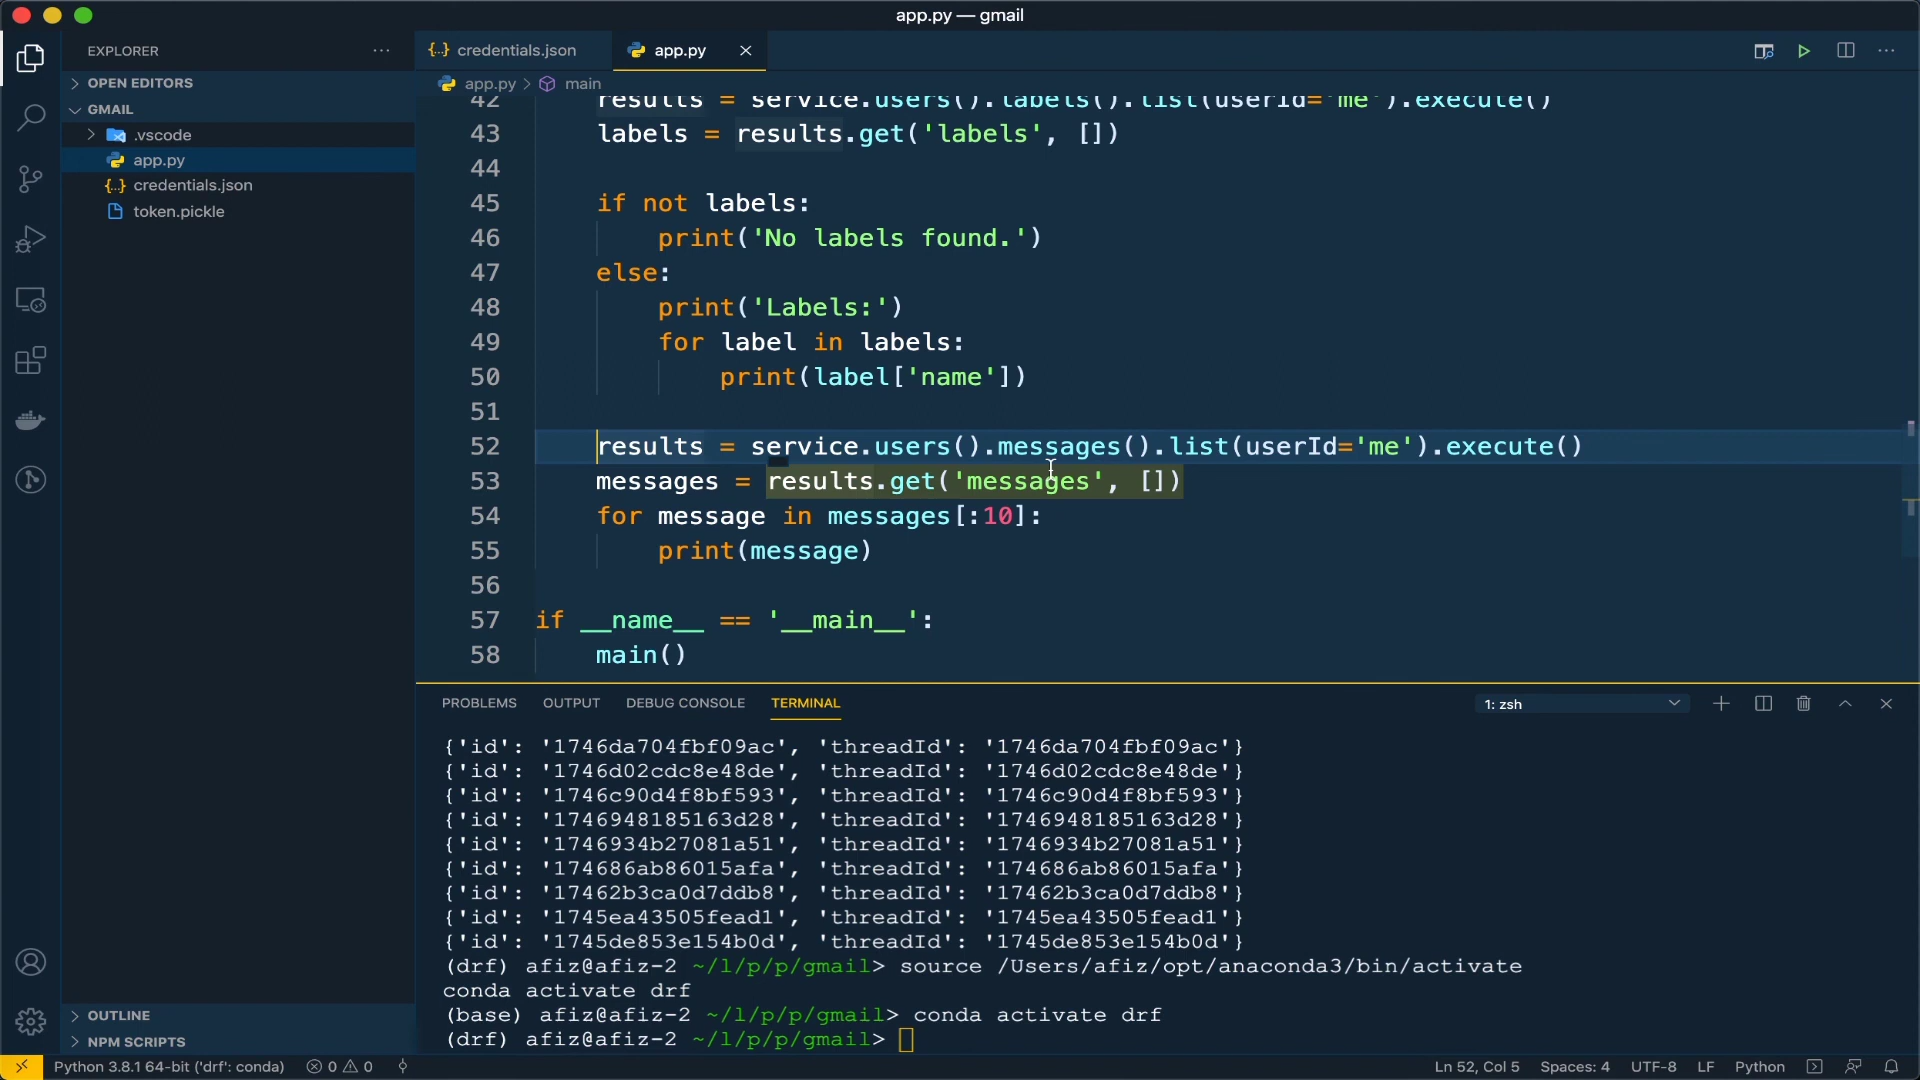 app.py — gmail
EXPLORER
OPEN EDITORS
GMAIL
.vscode
app.py
credentials.json
token.pickle
OUTLINE
NPM SCRIPTS
credentials.json
app.py
app.py > main
42 results = service.users().labels().list(userId='me').execute()
43 labels = results.get('labels', [])
44
45 if not labels:
46 print('No labels found.')
47 else:
48 print('Labels:')
49 for label in labels:
50 print(label['name'])
51
52 results = service.users().messages().list(userId='me').execute()
53 messages = results.get('messages', [])
54 for message in messages[:10]:
55 print(message)
56
57 if __name__ == '__main__':
58 main()
PROBLEMS OUTPUT DEBUG CONSOLE TERMINAL 1: zsh
{'id': '1746da704fbf09ac', 'threadId': '1746da704fbf09ac'}
{'id': '1746d02cdc8e48de', 'threadId': '1746d02cdc8e48de'}
{'id': '1746c90d4f8bf593', 'threadId': '1746c90d4f8bf593'}
{'id': '1746948185163d28', 'threadId': '1746948185163d28'}
{'id': '1746934b27081a51', 'threadId': '1746934b27081a51'}
{'id': '174686ab86015afa', 'threadId': '174686ab86015afa'}
{'id': '17462b3ca0d7ddb8', 'threadId': '17462b3ca0d7ddb8'}
{'id': '1745ea43505fead1', 'threadId': '1745ea43505fead1'}
{'id': '1745de853e154b0d', 'threadId': '1745de853e154b0d'}
(drf) afiz@afiz-2 ~/l/p/p/gmail> source /Users/afiz/opt/anaconda3/bin/activate
conda activate drf
(base) afiz@afiz-2 ~/l/p/p/gmail> conda activate drf
(drf) afiz@afiz-2 ~/l/p/p/gmail>
Python 3.8.1 64-bit ('drf': conda) 0 0 Ln 52, Col 5 Spaces: 4 UTF-8 LF Python